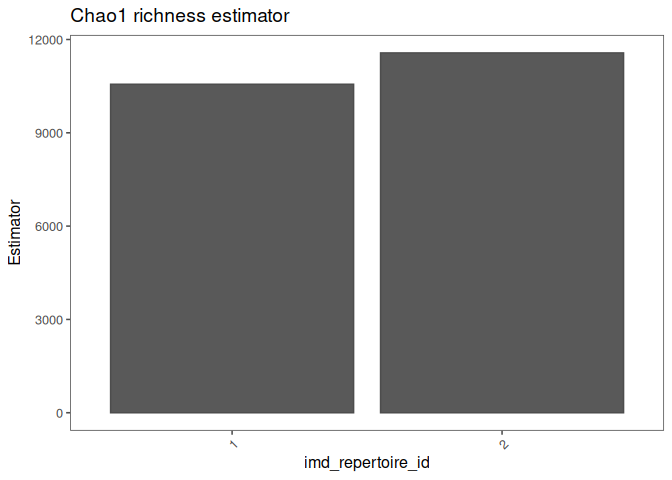 Chao1 richness estimator
12000
9000
6000
3000
0
Estimator
1
2
imd_repertoire_id